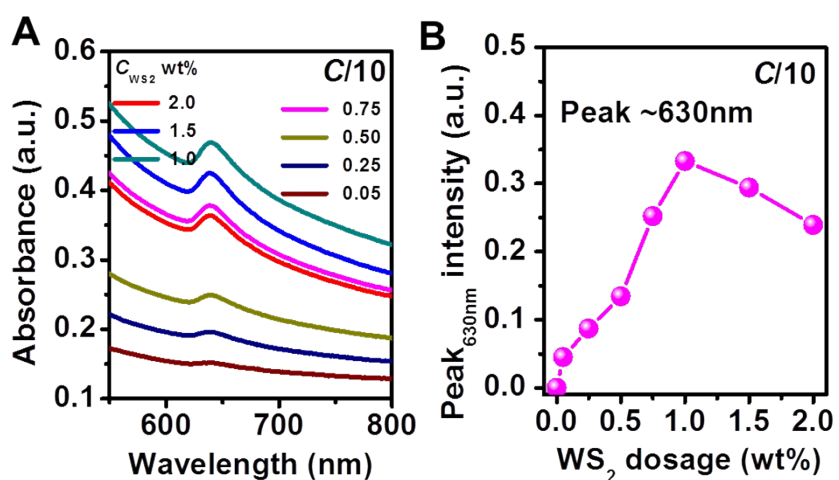 A
B
C_WS2 wt%
C/10
2.0
1.5
1.0
0.75
0.50
0.25
0.05
0.6
0.5
0.4
0.3
0.2
0.1
Absorbance (a.u.)
600
700
800
Wavelength (nm)
C/10
Peak ~630nm
0.5
0.4
0.3
0.2
0.1
0.0
Peak630nm intensity (a.u.)
0.0
0.5
1.0
1.5
2.0
WS2 dosage (wt%)